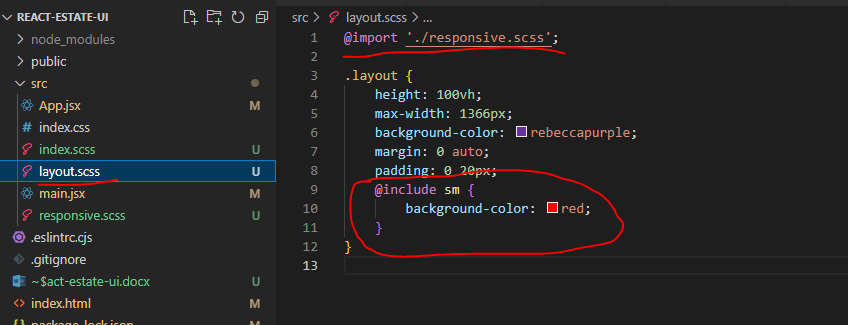 REACT-ESTATE-UI
node_modules
public
src
App.jsx M
index.css
index.scss U
layout.scss U
main.jsx M
responsive.scss U
.eslintrc.cjs
.gitignore
~$act-estate-ui.docx U
index.html M
package-lock.json M
src > layout.scss > ...
1 @import './responsive.scss';
2
3 .layout {
4 height: 100vh;
5 max-width: 1366px;
6 background-color: rebeccapurple;
7 margin: 0 auto;
8 padding: 0 20px;
9 @include sm {
10 background-color: red;
11 }
12 }
13